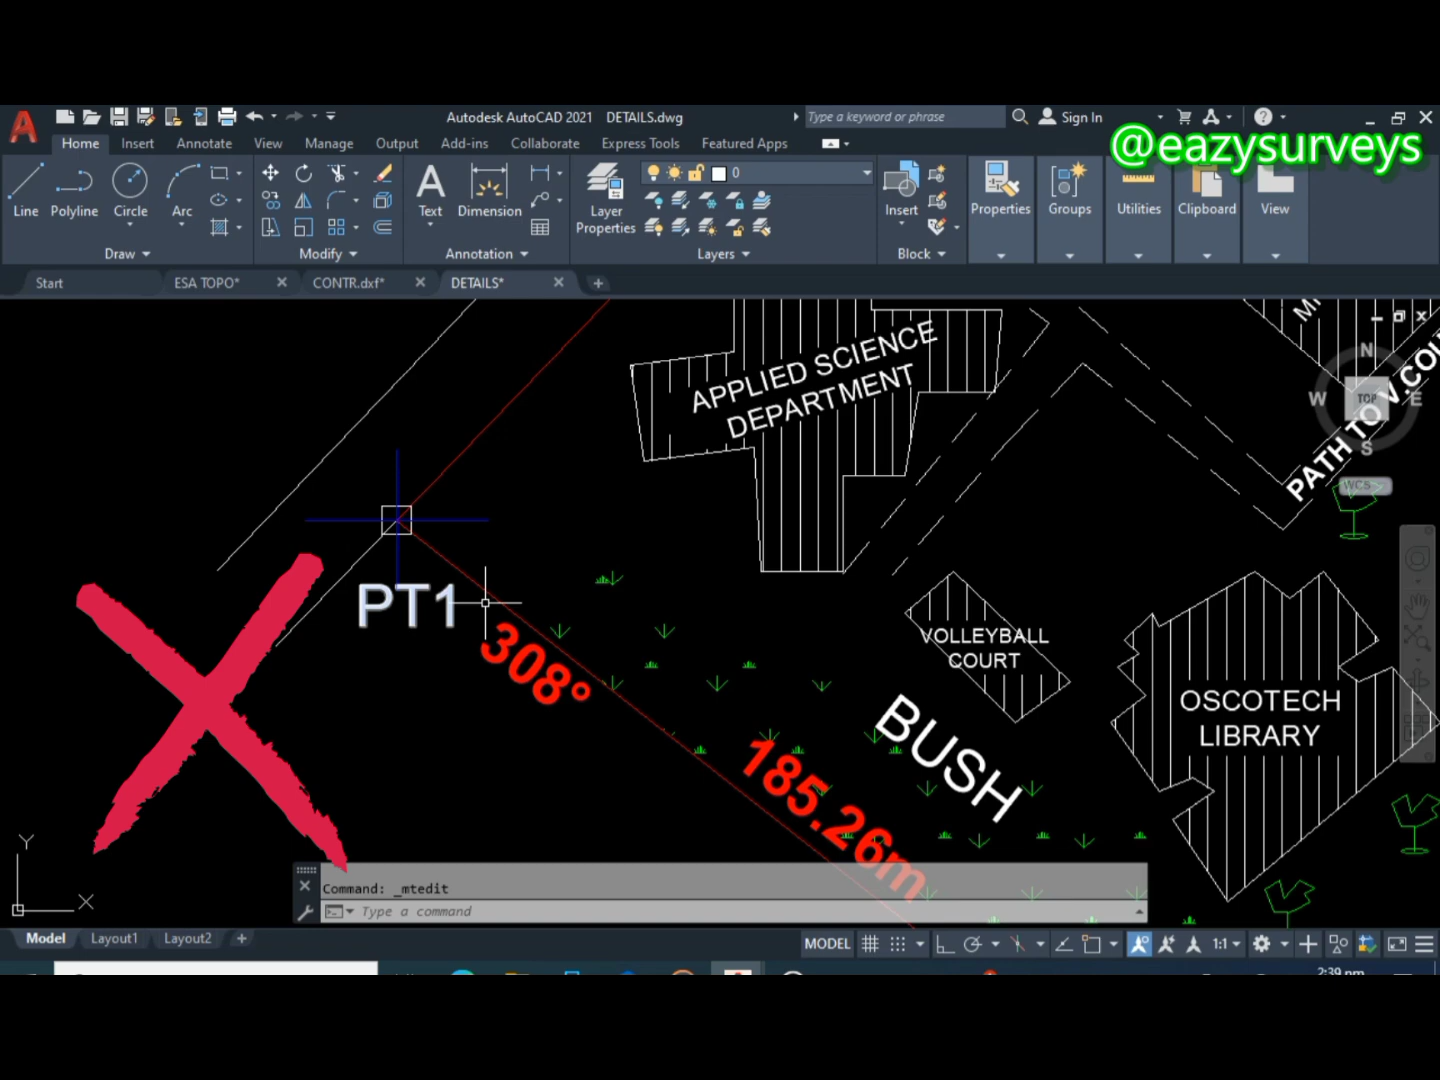 Autodesk AutoCAD 2021 DETAILS.dwg
Type a keyword or phrase
Sign In
@eazysurveys
Home Insert Annotate View Manage Output Add-ins Collaborate Express Tools Featured Apps
0
Line Polyline Circle Arc
Text Dimension
Layer
Properties
Insert
Properties Groups Utilities Clipboard View
Draw Modify Annotation Layers Block
Start ESA TOPO* CONTR.dxf* DETAILS*
APPLIED SCIENCE
DEPARTMENT
N
W TOP E
S
PATH TO V.COU
WCS
PT1
308°
185.26m
BUSH
VOLLEYBALL
COURT
OSCOTECH
LIBRARY
Y
X
Command: _mtedit
Type a command
Model Layout1 Layout2
MODEL 1:1
2:39 pm